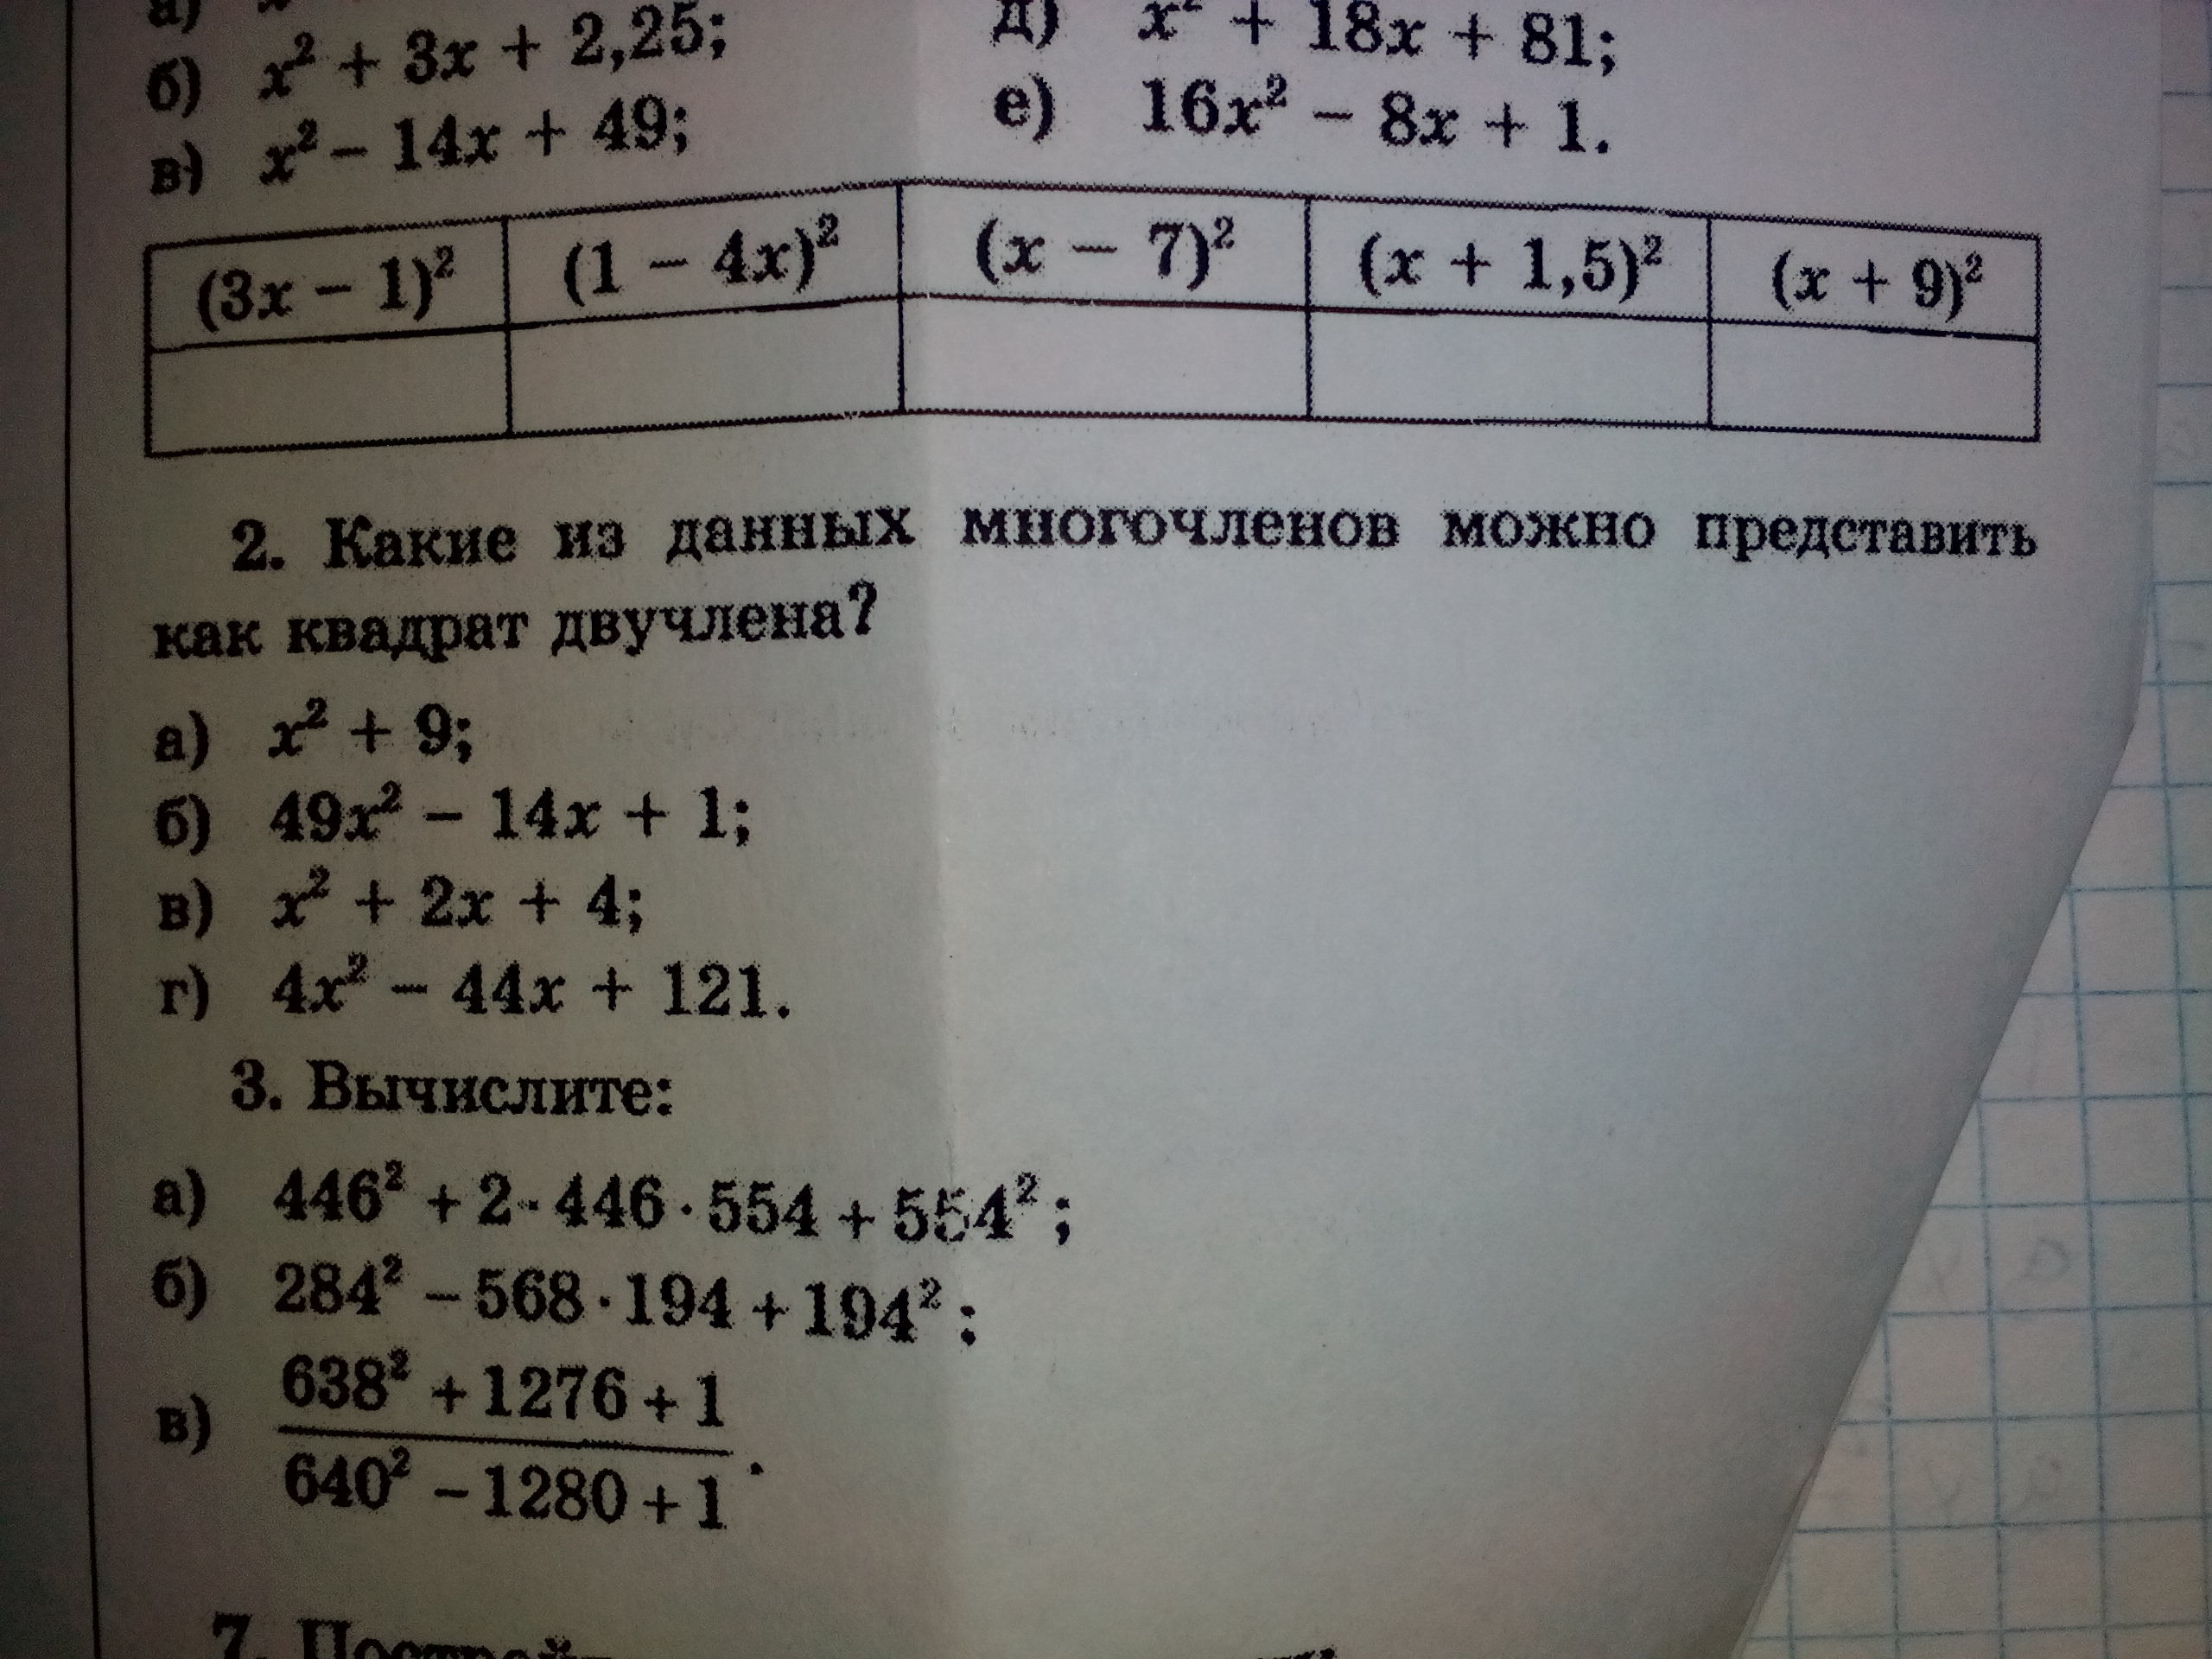 а)
б) x² + 3x + 2,25;
в) x² – 14x + 49;
д) x² + 18x + 81;
е) 16x² – 8x + 1.
(3x – 1)² (1 – 4x)² (x – 7)² (x + 1,5)² (x + 9)²
2. Какие из данных многочленов можно представить
как квадрат двучлена?
а) x² + 9;
б) 49x² – 14x + 1;
в) x² + 2x + 4;
г) 4x² – 44x + 121.
3. Вычислите:
а) 446² + 2 · 446 · 554 + 554² ;
б) 284² – 568 · 194 + 194² ;
в) 638² + 1276 + 1
640² – 1280 + 1 .
7.